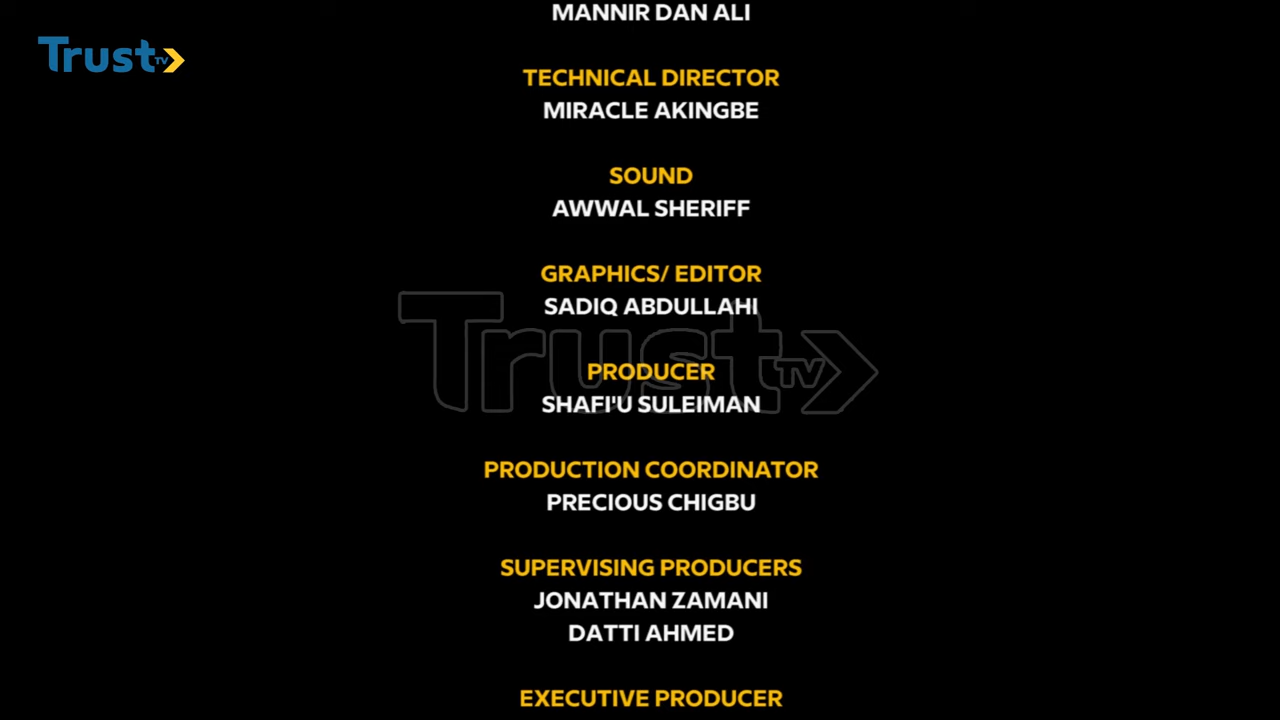 MANNIR DAN ALI
Trust TV
TECHNICAL DIRECTOR
MIRACLE AKINGBE
SOUND
AWWAL SHERIFF
GRAPHICS/ EDITOR
SADIQ ABDULLAHI
Trust TV
PRODUCER
SHAFI'U SULEIMAN
PRODUCTION COORDINATOR
PRECIOUS CHIGBU
SUPERVISING PRODUCERS
JONATHAN ZAMANI
DATTI AHMED
EXECUTIVE PRODUCER